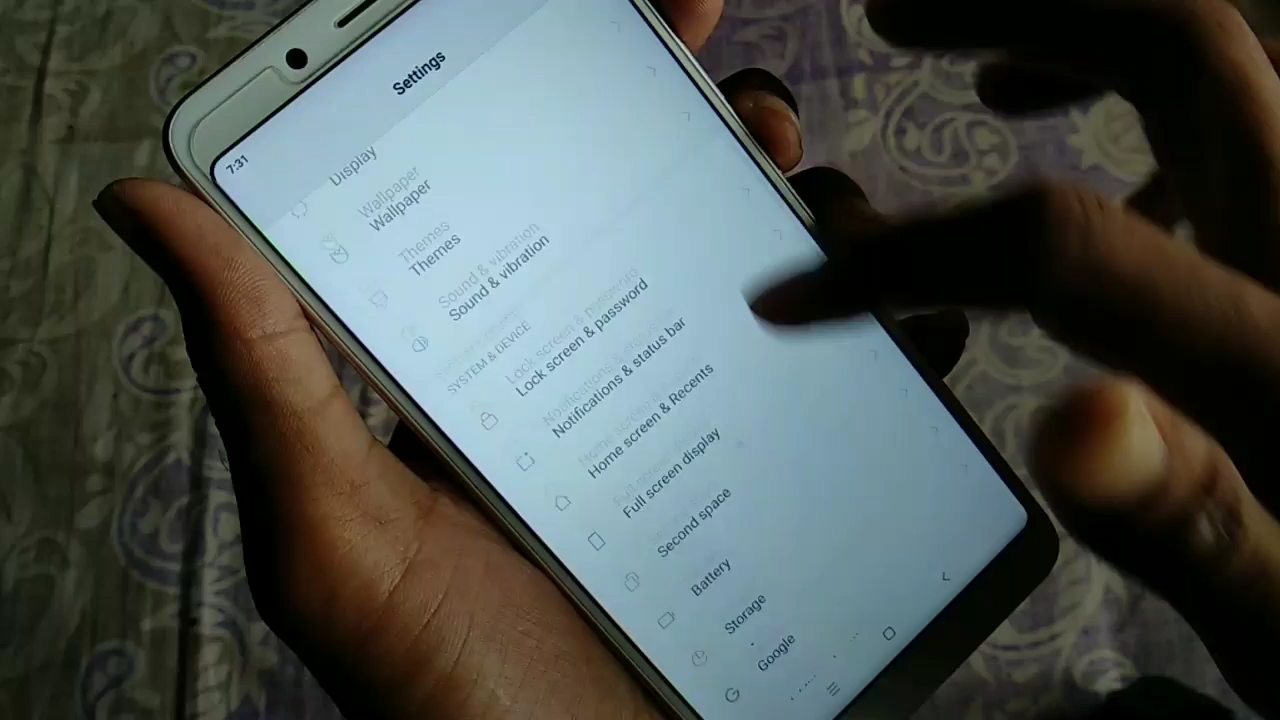 7:31
Settings
Display
Wallpaper
Themes
Sound & vibration
SYSTEM & DEVICE
Lock screen & password
Notifications & status bar
Home screen & Recents
Full screen display
Second space
Battery
Storage
Google